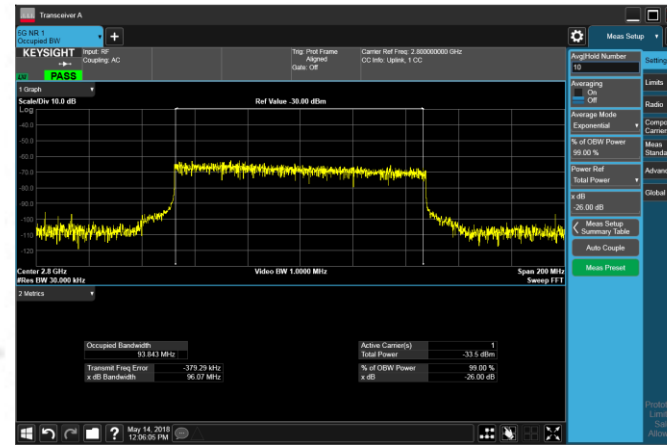 Transceiver A
5G NR 1
Occupied BW
Meas Setup
KEYSIGHT
Input: RF
Coupling: AC
Trig: Prot Frame
Aligned
Gate: Off
Carrier Ref Freq: 2.800000000 GHz
CC Info: Uplink, 1 CC
PASS
1 Graph
Scale/Div 10.0 dB
Ref Value -30.00 dBm
Log
-40.0
-50.0
-60.0
-70.0
-80.0
-90.0
-100
-110
-120
Center 2.8 GHz
Video BW 1.0000 MHz
Span 200 MHz
#Res BW 30.000 kHz
Sweep FFT
2 Metrics
Occupied Bandwidth
93.843 MHz
Transmit Freq Error -379.29 kHz
x dB Bandwidth 96.07 MHz
Active Carrier(s) 1
Total Power -33.5 dBm
% of OBW Power 99.00 %
x dB -26.00 dB
Avg|Hold Number
10
Averaging
On
Off
Average Mode
Exponential
% of OBW Power
99.00 %
Power Ref
Total Power
x dB
-26.00 dB
Meas Setup
Summary Table
Auto Couple
Meas Preset
Setting
Limits
Radio
Compo
Carrier
Meas
Standa
Advanc
Global
May 14, 2018
12:06:05 PM